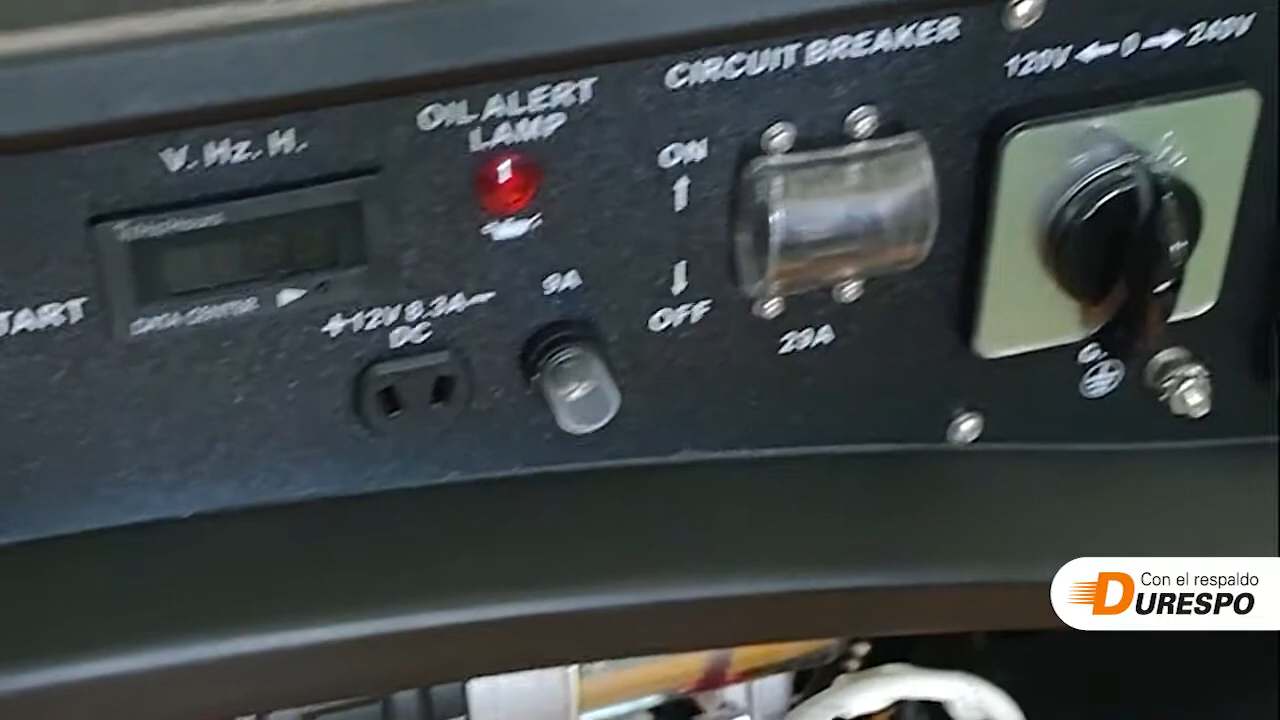 V. Hz. H.
OIL ALERT
LAMP
CIRCUIT BREAKER
120V ← 0 → 240V
ON
OFF
29A
START
+12V 8.3A
DC
9A
G.
Con el respaldo
DURESPO